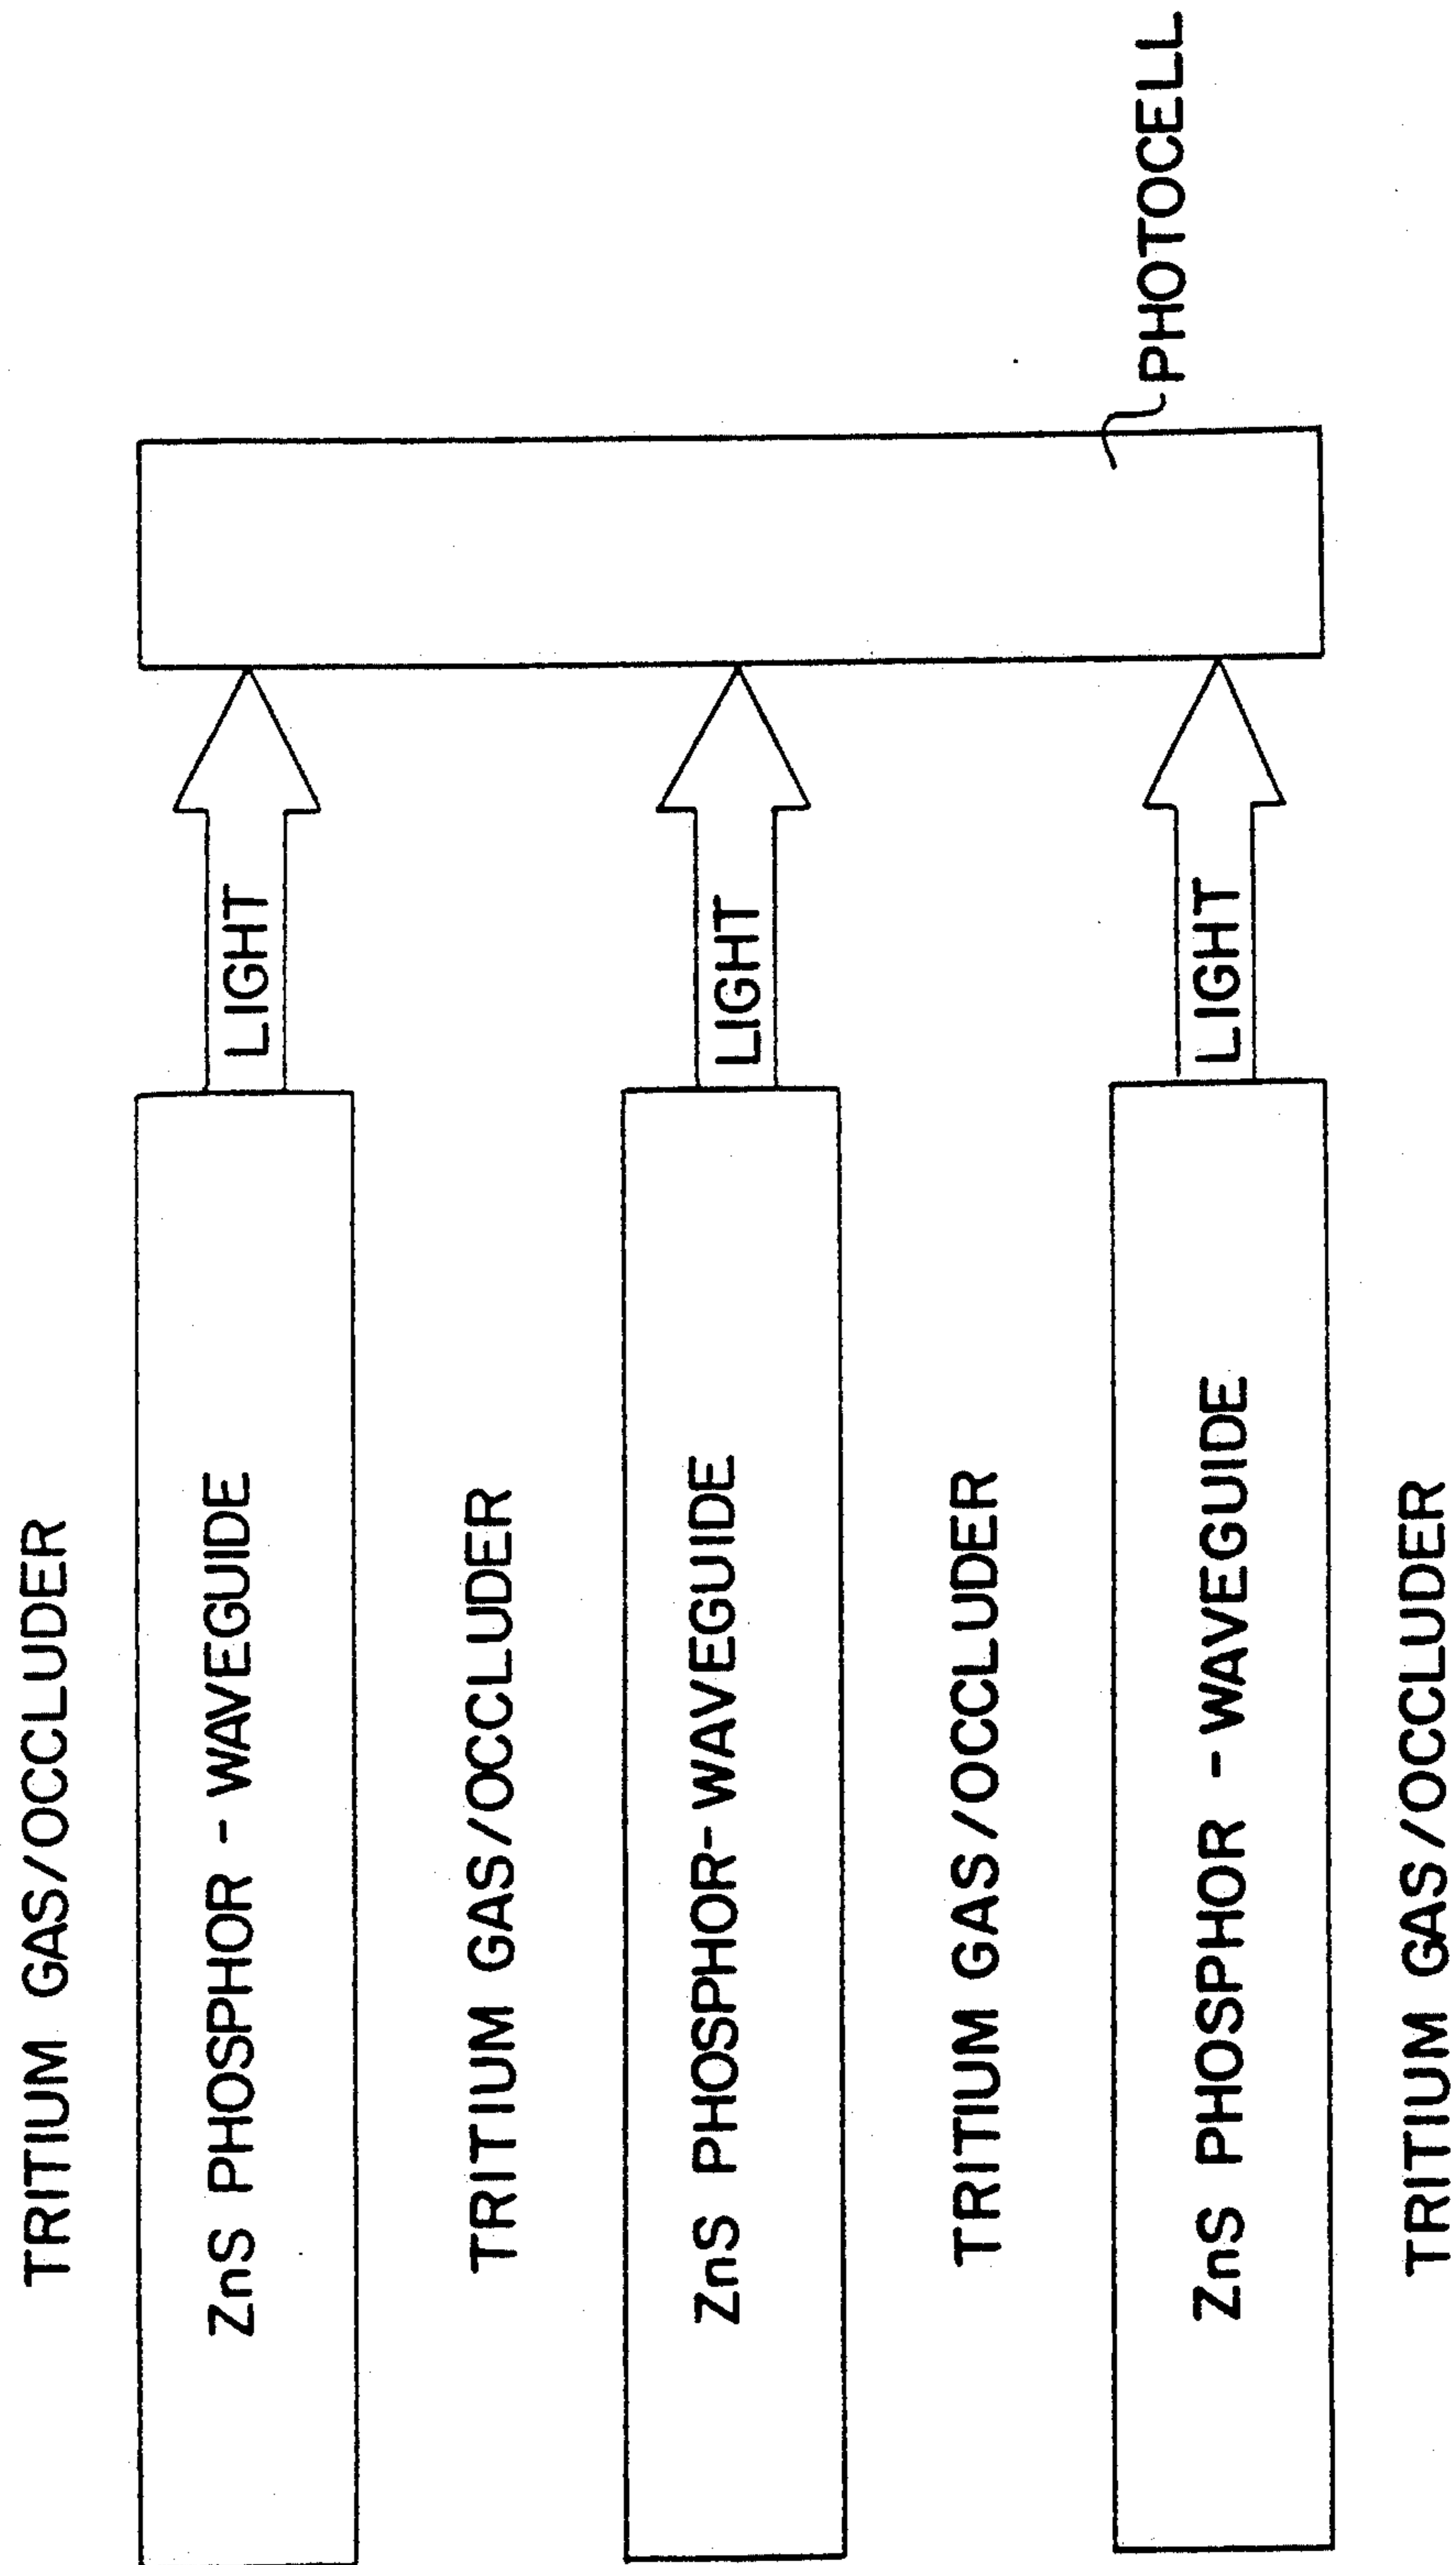 TRITIUM GAS/OCCLUDER
ZnS PHOSPHOR - WAVEGUIDE
LIGHT
TRITIUM GAS/OCCLUDER
ZnS PHOSPHOR-WAVEGUIDE
LIGHT
TRITIUM GAS/OCCLUDER
ZnS PHOSPHOR - WAVEGUIDE
LIGHT
PHOTOCELL
TRITIUM GAS/OCCLUDER